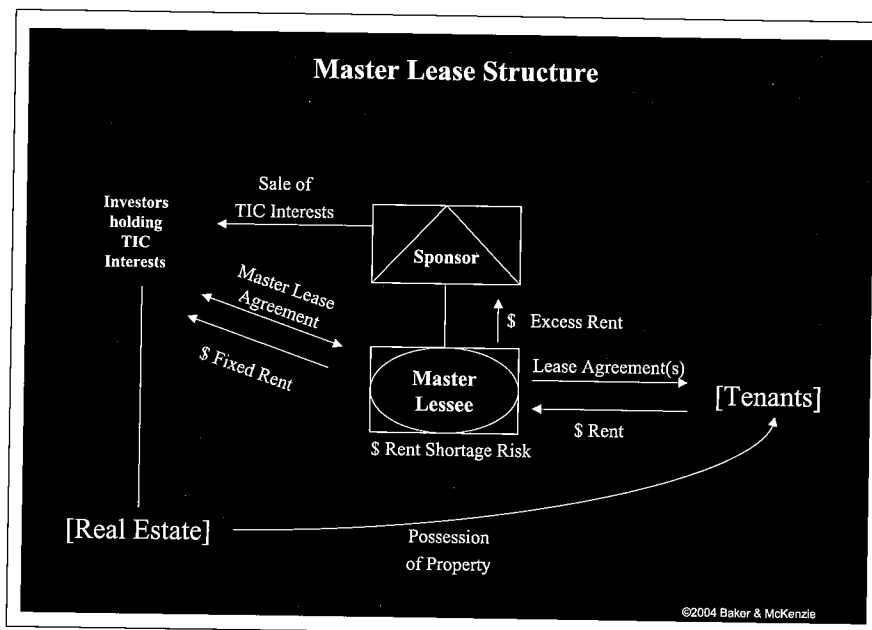 Master Lease Structure
Sale of
TIC Interests
Investors
holding
TIC
Interests
Sponsor
Master Lease
Agreement
$ Fixed Rent
$ Excess Rent
Master
Lessee
Lease Agreement(s)
[Tenants]
$ Rent
$ Rent Shortage Risk
[Real Estate]
Possession
of Property
©2004 Baker & McKenzie